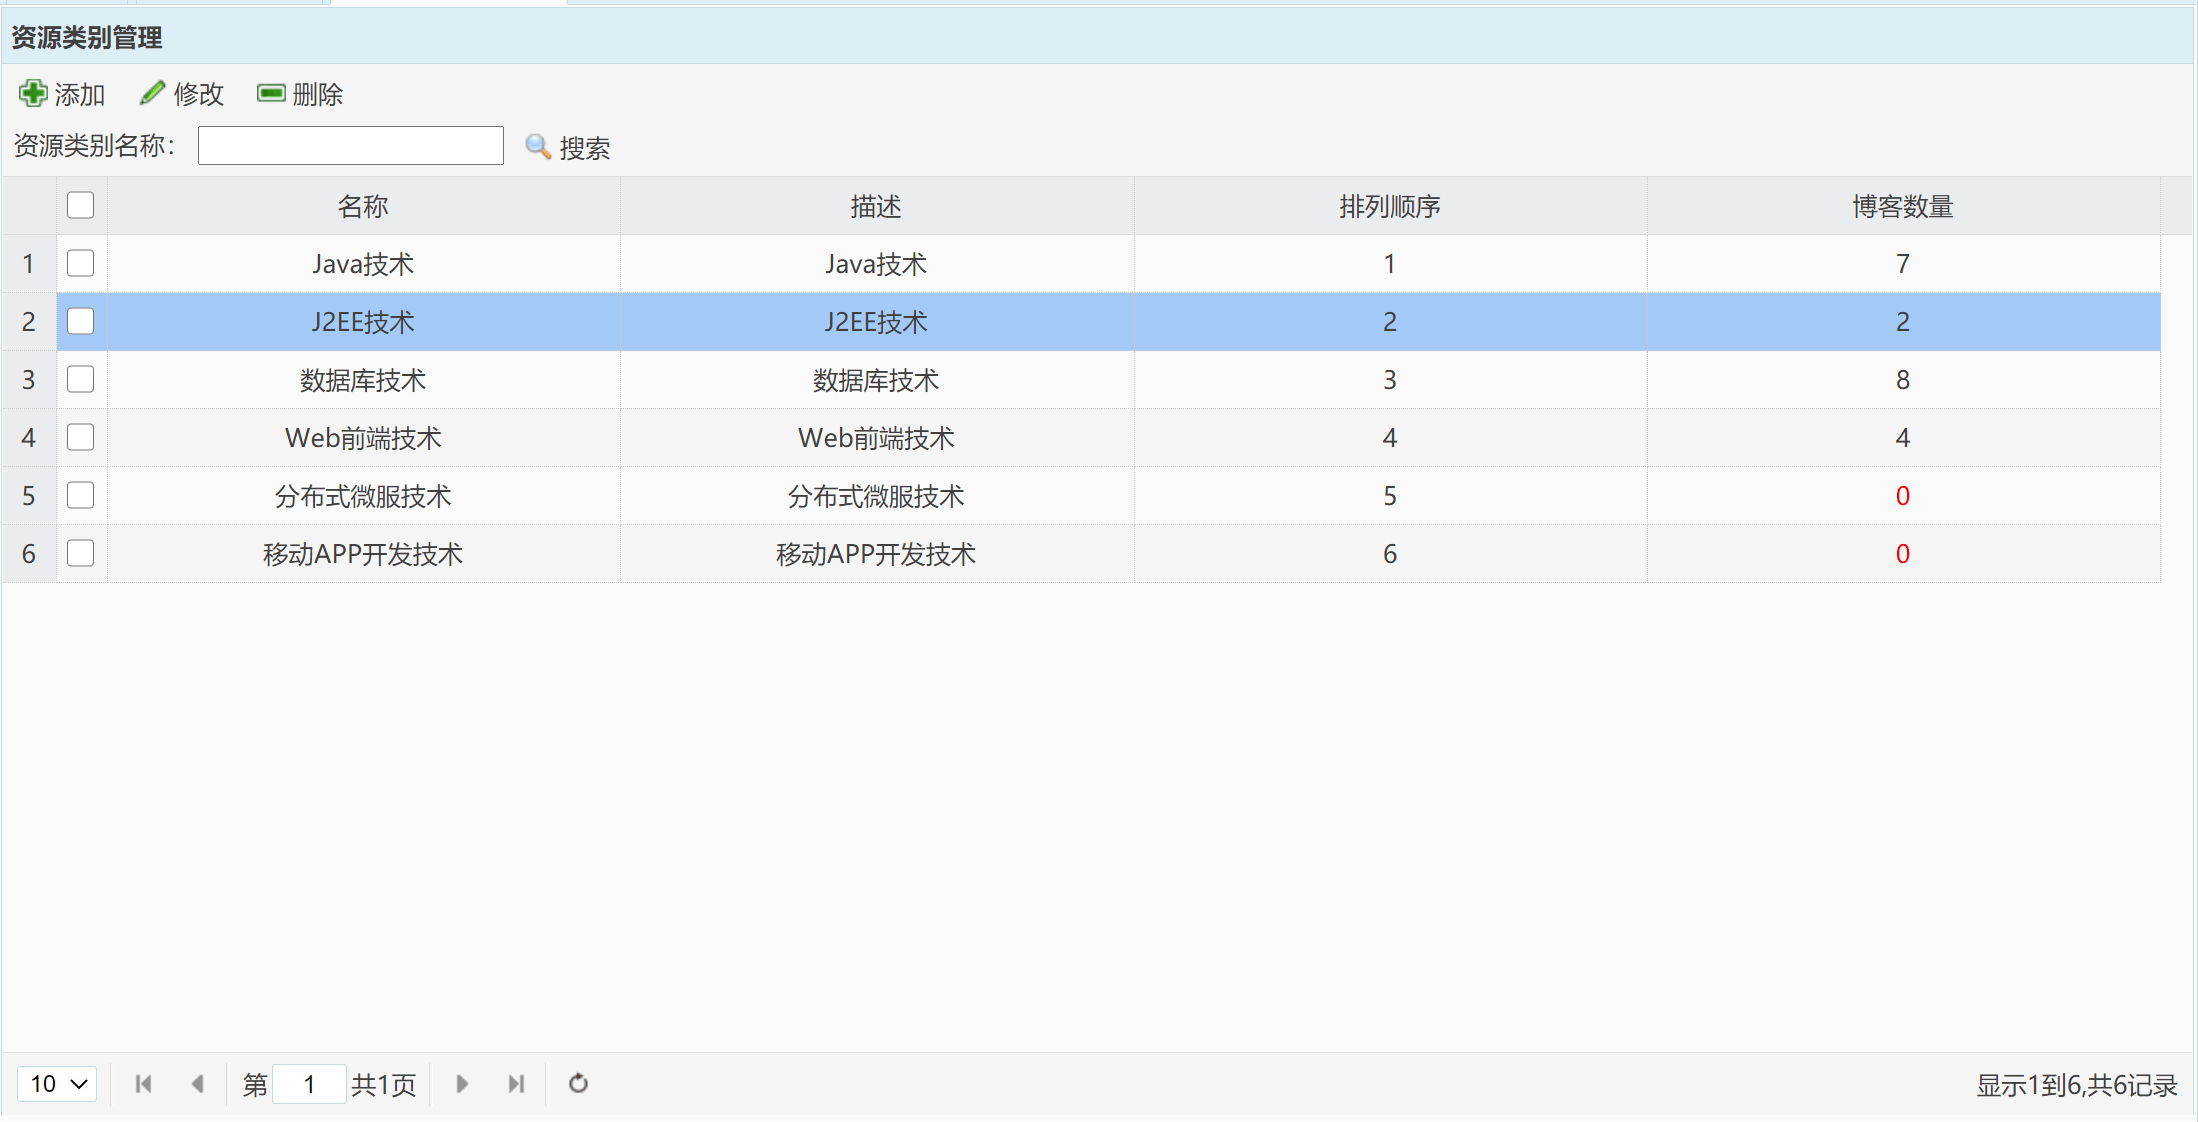 资源类别管理
添加 修改 删除
资源类别名称： 搜索
名称 描述 排列顺序 博客数量
1 Java技术 Java技术 1 7
2 J2EE技术 J2EE技术 2 2
3 数据库技术 数据库技术 3 8
4 Web前端技术 Web前端技术 4 4
5 分布式微服技术 分布式微服技术 5 0
6 移动APP开发技术 移动APP开发技术 6 0
10 第 1 共1页 显示1到6,共6记录